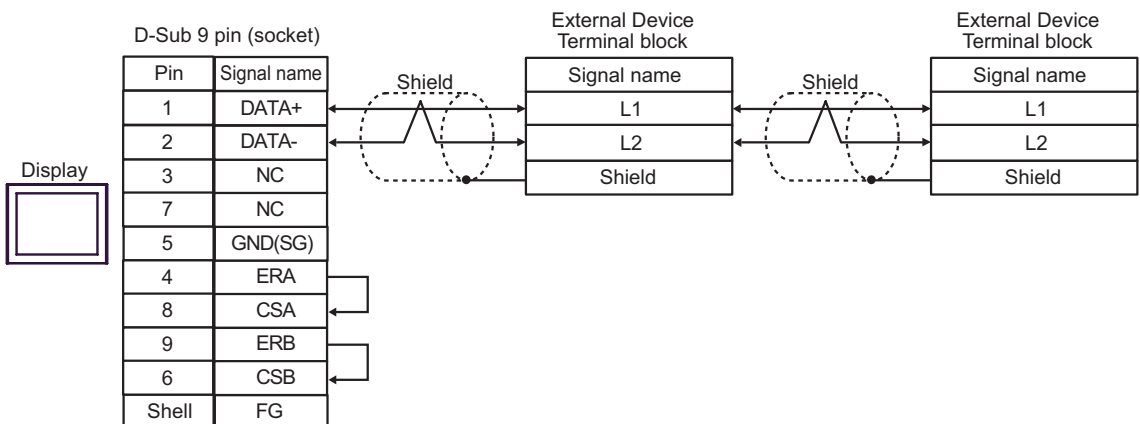 D-Sub 9 pin (socket)
External Device
Terminal block
External Device
Terminal block
Pin Signal name
Shield
Signal name
Shield
Signal name
1 DATA+
L1
L1
2 DATA-
L2
L2
Display
3 NC
Shield
Shield
7 NC
5 GND(SG)
4 ERA
8 CSA
9 ERB
6 CSB
Shell FG